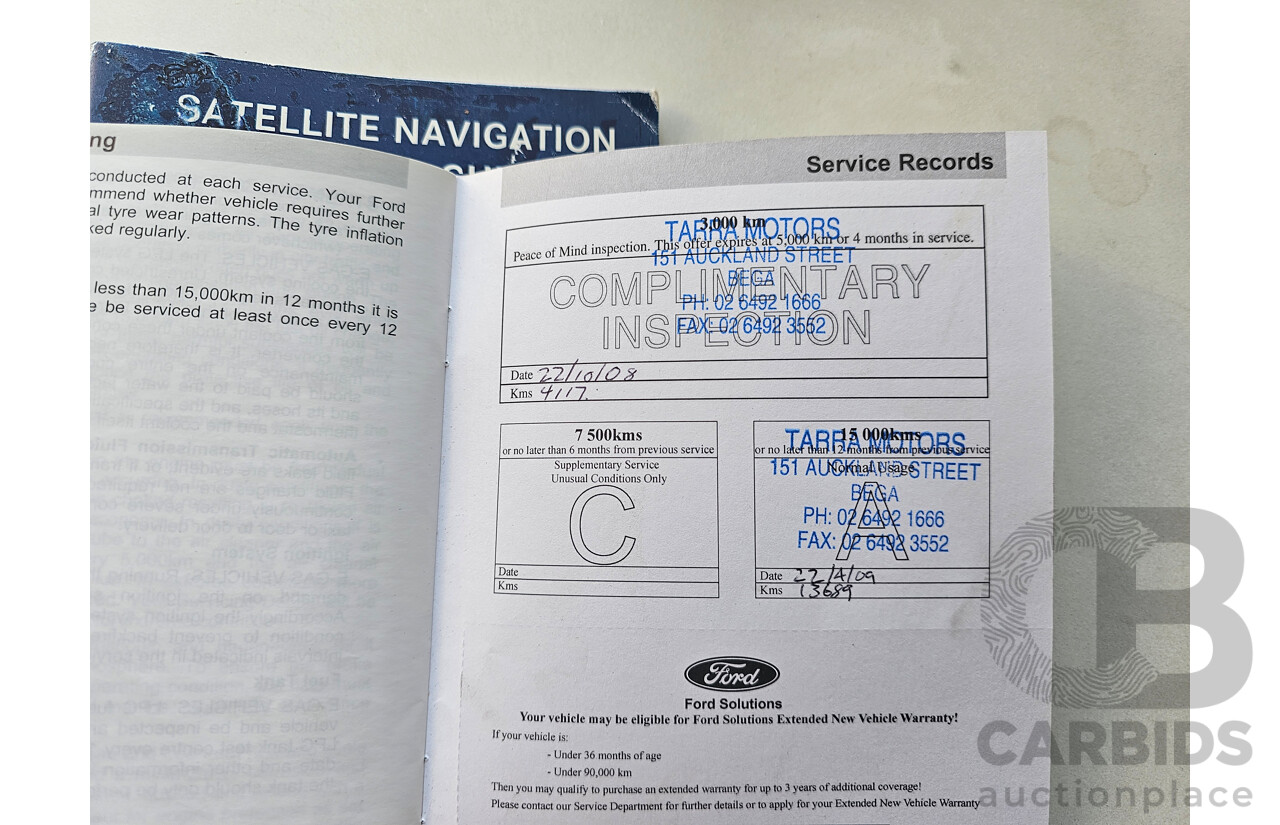 SATELLITE NAVIGATION
ng
conducted at each service. Your Ford
mmend whether vehicle requires further
al tyre wear patterns. The tyre inflation
ked regularly.
less than 15,000km in 12 months it is
e be serviced at least once every 12
Service Records
3,000 km
TARRA MOTORS
Peace of Mind inspection. This offer expires at 5,000 km or 4 months in service.
151 AUCKLAND STREET
BEGA
COMPLIMENTARY
PH: 02 6492 1666
INSPECTION
FAX: 02 6492 3552
Date 22/10/08
Kms 4117.
7 500kms
or no later than 6 months from previous service
Supplementary Service
Unusual Conditions Only
C
Date
Kms
15 000kms
TARRA MOTORS
or no later than 12 months from previous service
Normal Usage
151 AUCKLAND STREET
BEGA
A
PH: 02 6492 1666
FAX: 02 6492 3552
Date 22/4/09
Kms 13689
Ford
Ford Solutions
Your vehicle may be eligible for Ford Solutions Extended New Vehicle Warranty!
If your vehicle is:
- Under 36 months of age
- Under 90,000 km
Then you may qualify to purchase an extended warranty for up to 3 years of additional coverage!
Please contact our Service Department for further details or to apply for your Extended New Vehicle Warranty
CB
CARBIDS
auctionplace